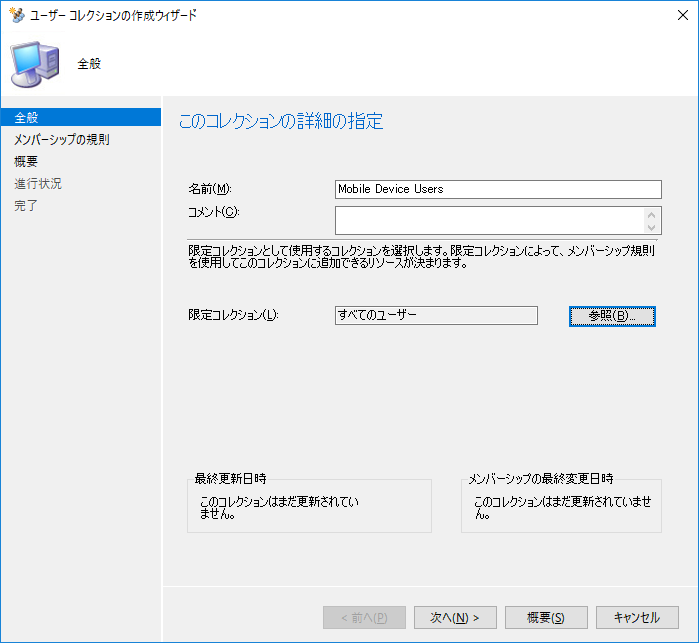 ユーザー コレクションの作成ウィザード
全般
全般
メンバーシップの規則
概要
進行状況
完了
このコレクションの詳細の指定
名前(M):
Mobile Device Users
コメント(C):
限定コレクションとして使用するコレクションを選択します。限定コレクションによって、メンバーシップ規則
を使用してこのコレクションに追加できるリソースが決まります。
限定コレクション(L):
すべてのユーザー
参照(B)...
最終更新日時
このコレクションはまだ更新されてい
ません。
メンバーシップの最終変更日時
このコレクションはまだ更新されていませ
ん。
< 前へ(P)
次へ(N) >
概要(S)
キャンセル